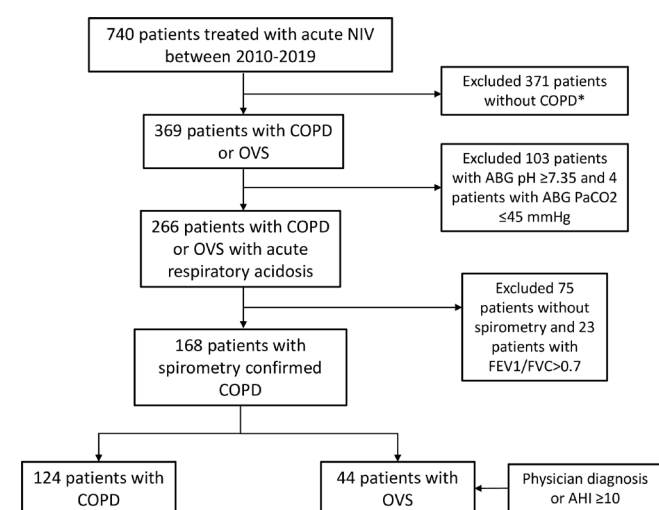 740 patients treated with acute NIV
between 2010-2019
Excluded 371 patients
without COPD*
369 patients with COPD
or OVS
Excluded 103 patients
with ABG pH ≥7.35 and 4
patients with ABG PaCO2
≤45 mmHg
266 patients with COPD
or OVS with acute
respiratory acidosis
Excluded 75
patients without
spirometry and 23
patients with
FEV1/FVC>0.7
168 patients with
spirometry confirmed
COPD
124 patients with
COPD
44 patients with
OVS
Physician diagnosis
or AHI ≥10